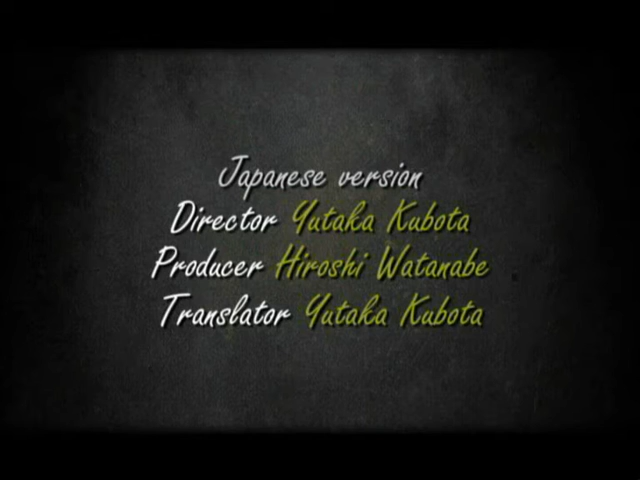 Japanese version
Director Yutaka Kubota
Producer Hiroshi Watanabe
Translator Yutaka Kubota